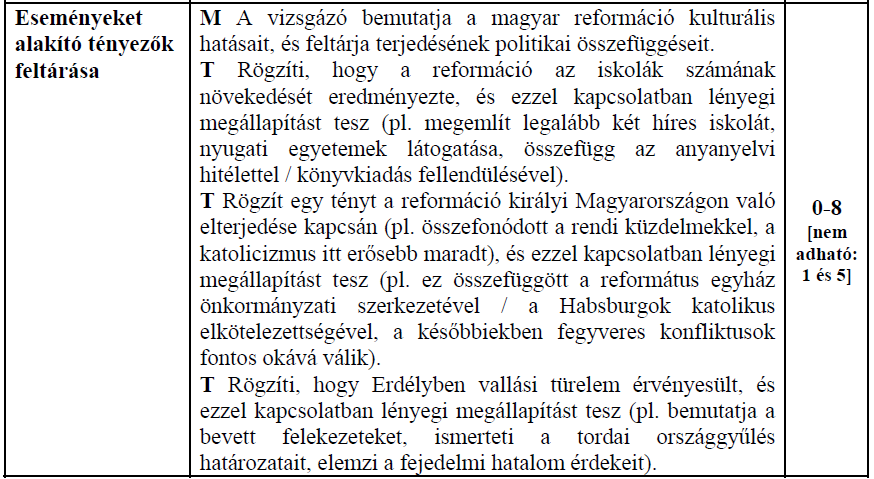 Eseményeket
alakító tényezők
feltárása
M A vizsgázó bemutatja a magyar reformáció kulturális
hatásait, és feltárja terjedésének politikai összefüggéseit.
T Rögzíti, hogy a reformáció az iskolák számának
növekedését eredményezte, és ezzel kapcsolatban lényegi
megállapítást tesz (pl. megemlít legalább két híres iskolát,
nyugati egyetemek látogatása, összefügg az anyanyelvi
hitélettel / könyvkiadás fellendülésével).
T Rögzít egy tényt a reformáció királyi Magyarországon való
elterjedése kapcsán (pl. összefonódott a rendi küzdelmekkel, a
katolicizmus itt erősebb maradt), és ezzel kapcsolatban lényegi
megállapítást tesz (pl. ez összefüggött a református egyház
önkormányzati szerkezetével / a Habsburgok katolikus
elkötelezettségével, a későbbiekben fegyveres konfliktusok
fontos okává válik).
T Rögzíti, hogy Erdélyben vallási türelem érvényesült, és
ezzel kapcsolatban lényegi megállapítást tesz (pl. bemutatja a
bevett felekezeteket, ismerteti a tordai országgyűlés
határozatait, elemzi a fejedelmi hatalom érdekeit).
0-8
[nem
adható:
1 és 5]